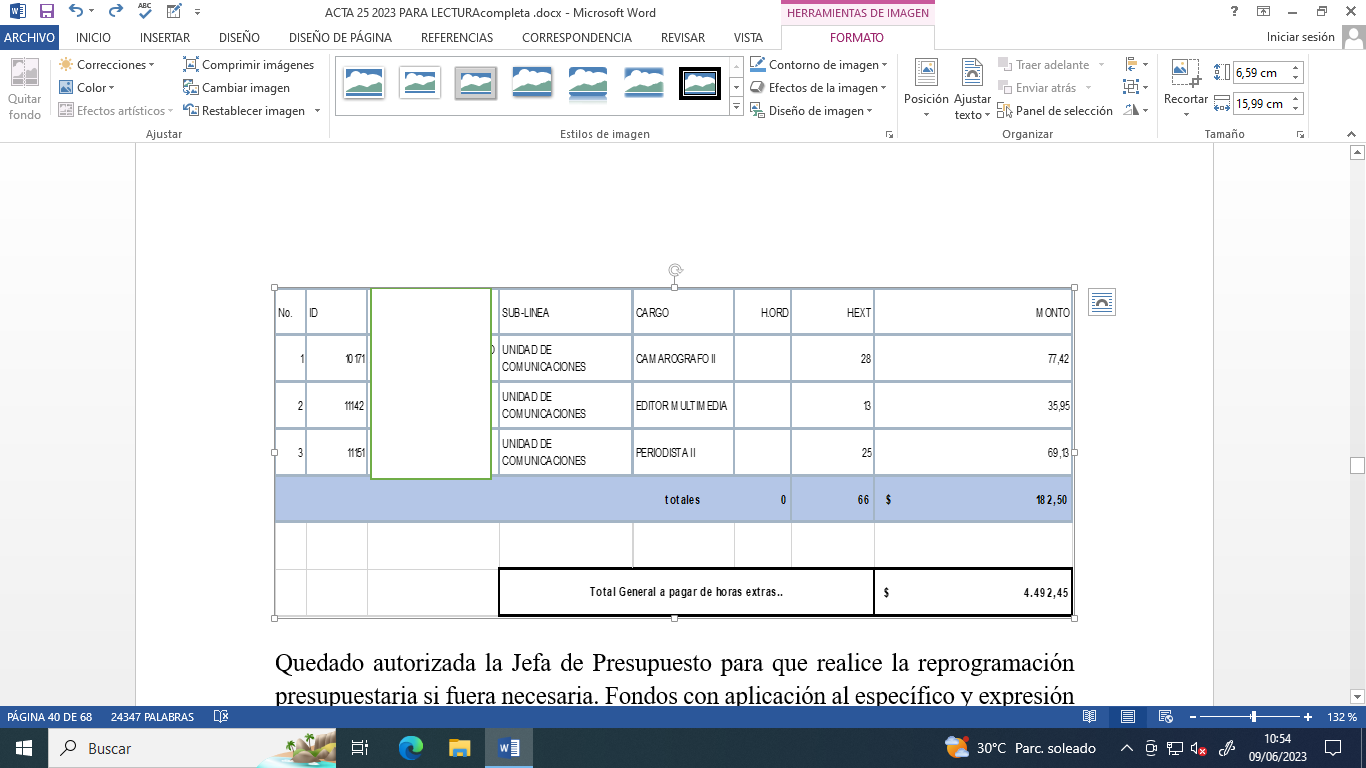 ACTA 25 2023 PARA LECTURAcompleta .docx - Microsoft Word
HERRAMIENTAS DE IMAGEN
ARCHIVO INICIO INSERTAR DISEÑO DISEÑO DE PÁGINA REFERENCIAS CORRESPONDENCIA REVISAR VISTA FORMATO Iniciar sesión
Quitar fondo
Correcciones
Color
Efectos artísticos
Comprimir imágenes
Cambiar imagen
Restablecer imagen
Ajustar
Estilos de imagen
Contorno de imagen
Efectos de la imagen
Diseño de imagen
Posición
Ajustar texto
Traer adelante
Enviar atrás
Panel de selección
Organizar
Recortar
6,59 cm
15,99 cm
Tamaño
No. ID SUB-LINEA CARGO H.ORD HEXT MONTO
1 10171 UNIDAD DE COMUNICACIONES CAMAROGRAFO II 28 77,42
2 11142 UNIDAD DE COMUNICACIONES EDITOR MULTIMEDIA 13 35,95
3 11151 UNIDAD DE COMUNICACIONES PERIODISTA II 25 69,13
totales 0 66 $ 182,50
Total General a pagar de horas extras.. $ 4.492,45
Quedado autorizada la Jefa de Presupuesto para que realice la reprogramación
presupuestaria si fuera necesaria. Fondos con aplicación al específico y expresión
PÁGINA 40 DE 68 24347 PALABRAS 132 %
Buscar
30°C Parc. soleado
10:54
09/06/2023